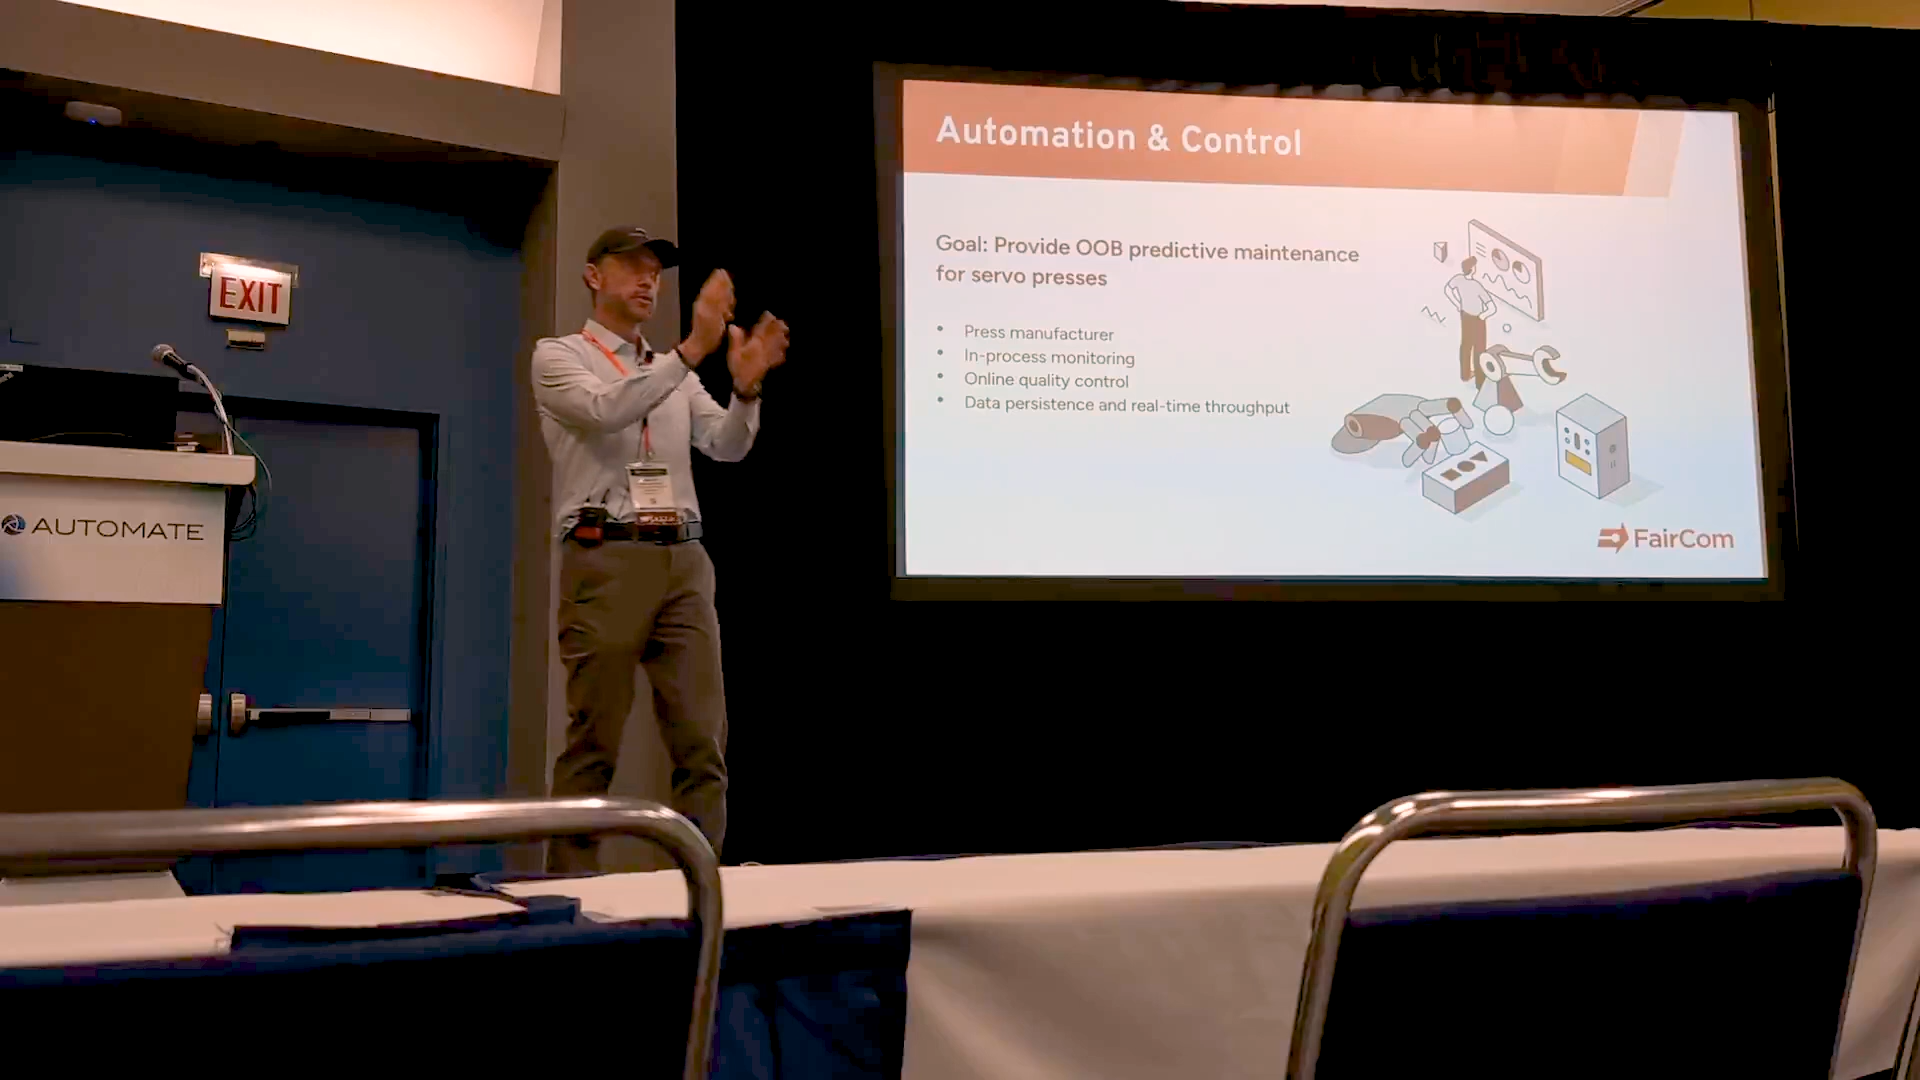 Automation & Control
Goal: Provide OOB predictive maintenance
for servo presses
• Press manufacturer
• In-process monitoring
• Online quality control
• Data persistence and real-time throughput
FairCom
EXIT
AUTOMATE